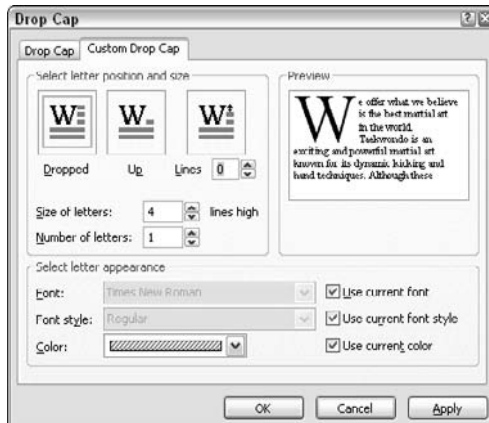 Drop Cap
Drop Cap Custom Drop Cap
Select letter position and size
W W W
Dropped Up Lines 0
Size of letters: 4 lines high
Number of letters: 1
Preview
We offer what we believe
is the best martial art
in the world.
Taekwondo is an
exciting and powerful martial art
known for its dynamic kicking and
hand techniques. Although these
Select letter appearance
Font: Times New Roman Use current font
Font style: Regular Use current font style
Color: Use current color
OK Cancel Apply